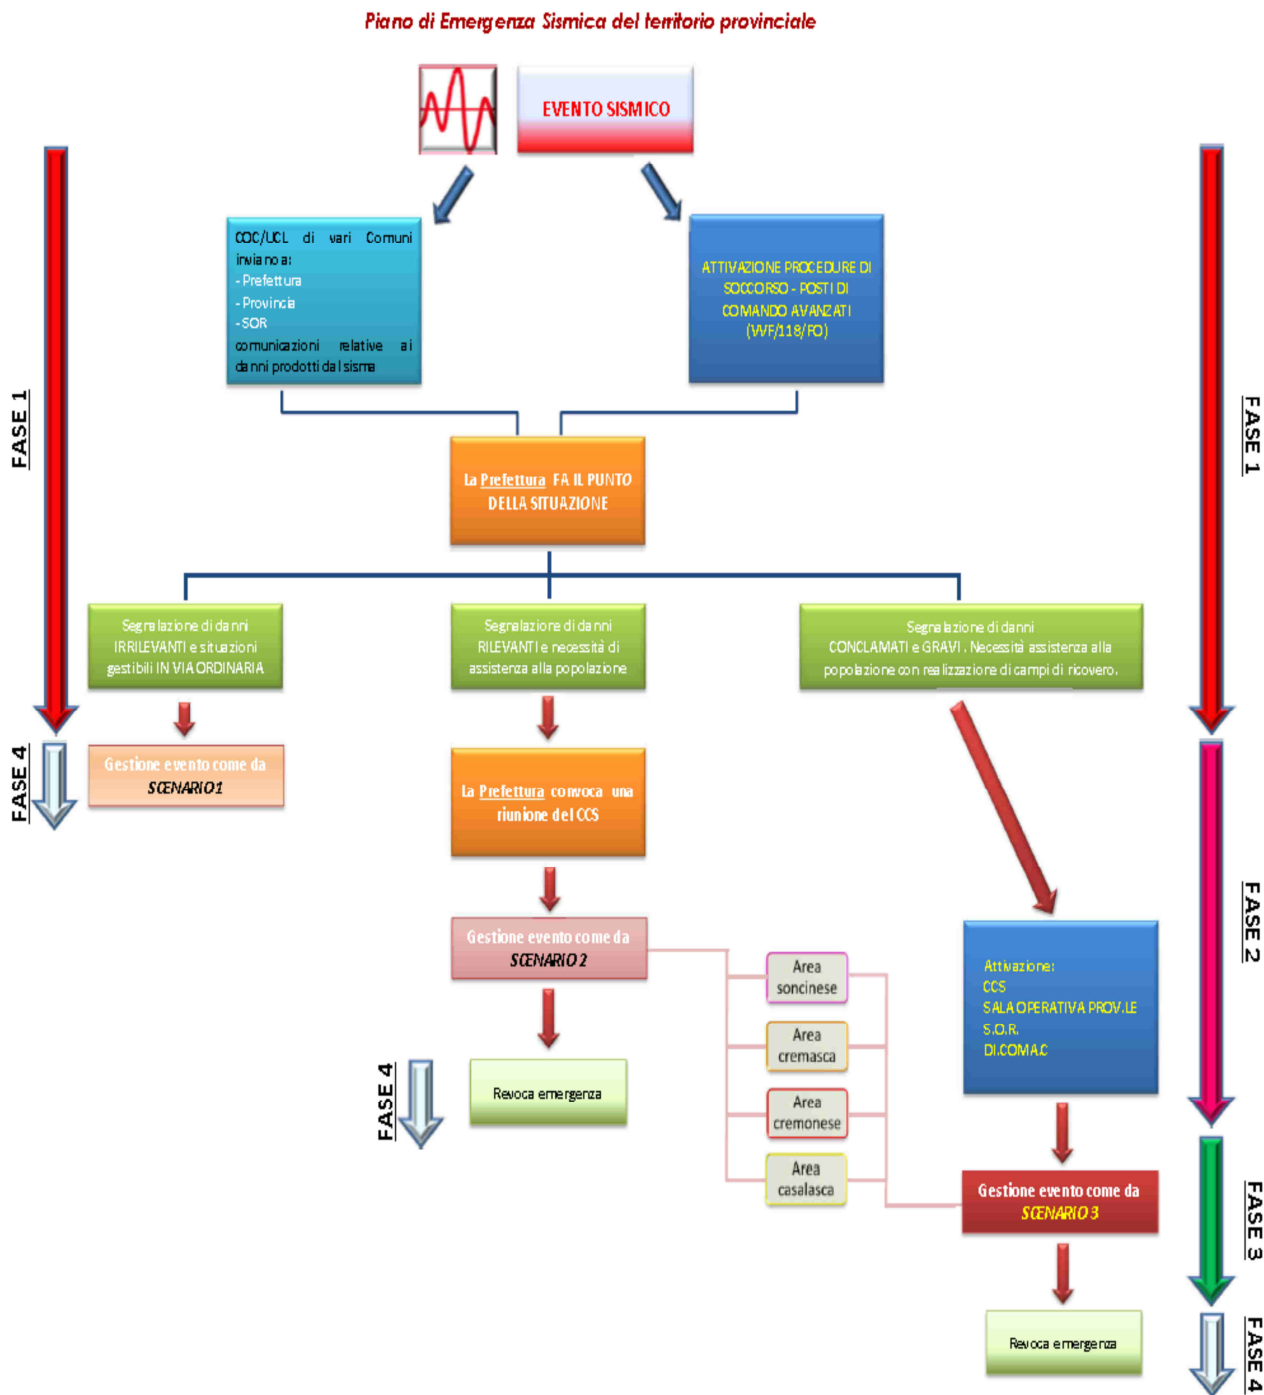 Piano di Emergenza Sismica del territorio provinciale
EVENTO SISMICO
COC/UCL di vari Comuni
inviano a:
- Prefettura
- Provincia
- SOR
comunicazioni relative ai
danni prodotti dal sisma
ATTIVAZIONE PROCEDURE DI
SOCCORSO - POSTI DI
COMANDO AVANZATI
(VVF/118/FO)
FASE 1
FASE 1
La Prefettura FA IL PUNTO
DELLA SITUAZIONE
Segnalazione di danni
IRRILEVANTI e situazioni
gestibili IN VIA ORDINARIA
Segnalazione di danni
RILEVANTI e necessità di
assistenza alla popolazione
Segnalazione di danni
CONCLAMATI e GRAVI . Necessità assistenza alla
popolazione con realizzazione di campi di ricovero.
FASE 4
Gestione evento come da
SCENARIO 1
La Prefettura convoca una
riunione del CCS
FASE 2
Gestione evento come da
SCENARIO 2
Area
soncinese
Area
cremasca
Area
cremonese
Area
casalasca
Attivazione:
CCS
SALA OPERATIVA PROV.LE
S.O.R.
DI.COMA.C
FASE 4
Revoca emergenza
Gestione evento come da
SCENARIO 3
FASE 3
Revoca emergenza
FASE 4